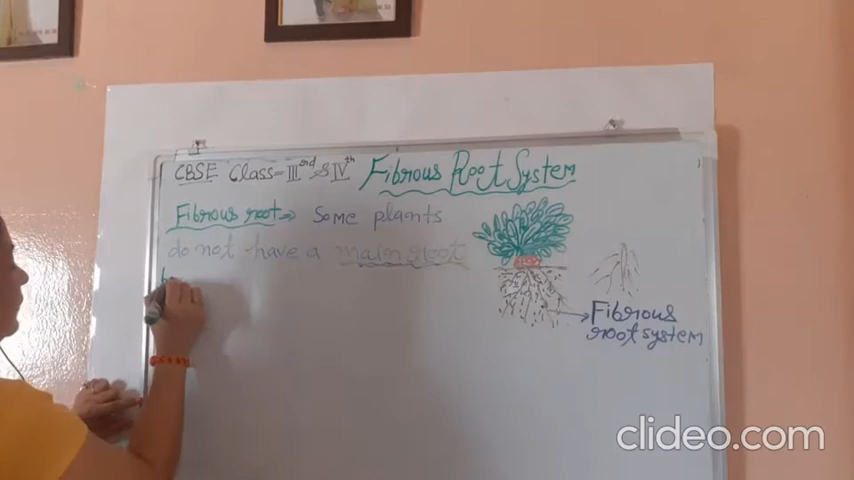 CBSE Class-IIIrd & IVth Fibrous Root System
Fibrous root→ Some plants
do not have a main root
b
Fibrous
root system
clideo.com